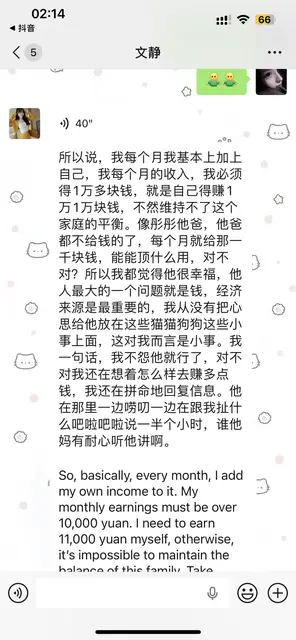 02:14
66
抖音
5
文静
40"
所以说，我每个月我基本上加上
自己，我每个月的收入，我必须
得1万多块钱，就是自己得赚1
万1万块钱，不然维持不了这个
家庭的平衡。像彤彤他爸，他爸
都不给钱的了，每个月就给那一
千块钱，能能顶什么用，对不
对？所以我都觉得他很幸福，他
人最大的一个问题就是钱，经济
来源是最重要的，我从没有把心
思给他放在这些猫猫狗狗这些小
事上面，这对我而言是小事。我
一句话，我不怨他就行了，对不
对我还在想着怎么样去赚多点
钱，我还在拼命地回复信息。他
在那里一边唠叨一边在跟我扯什
么吧啦吧啦说一半个小时，谁他
妈有耐心听他讲啊。
So, basically, every month, I add
my own income to it. My
monthly earnings must be over
10,000 yuan. I need to earn
11,000 yuan myself, otherwise,
it's impossible to maintain the
balance of this family. Take